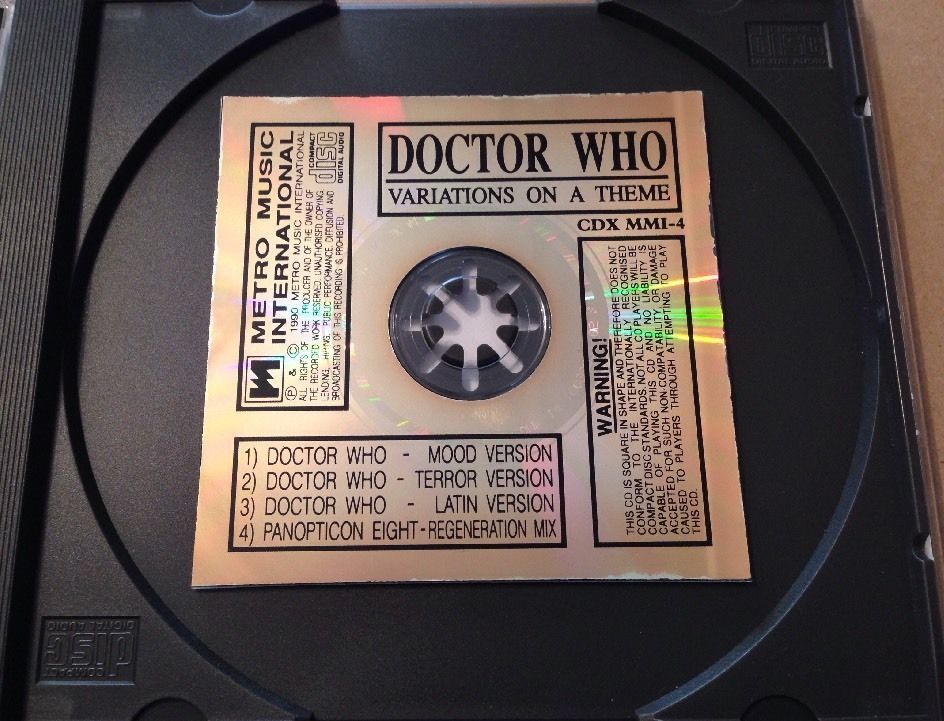 METRO MUSIC
INTERNATIONAL
Ⓟ & © 1990 METRO MUSIC INTERNATIONAL
ALL RIGHTS OF THE PRODUCER AND OF THE OWNER OF
THE RECORDED WORK RESERVED. UNAUTHORISED COPYING,
LENDING, HIRING, PUBLIC PERFORMANCE, DIFFUSION AND
BROADCASTING OF THIS RECORDING IS PROHIBITED.
COMPACT
disc
DIGITAL AUDIO
DOCTOR WHO
VARIATIONS ON A THEME
CDX MMI-4
WARNING!
THIS CD IS SQUARE IN SHAPE AND THEREFORE DOES NOT
CONFORM TO THE INTERNATIONALLY RECOGNISED
COMPACT DISC STANDARDS. NOT ALL CD PLAYERS WILL BE
CAPABLE OF PLAYING THIS CD AND NO LIABILITY IS
ACCEPTED FOR SUCH NON-COMPATABILITY OR DAMAGE
CAUSED TO PLAYERS THROUGH ATTEMPTING TO PLAY
THIS CD.
1) DOCTOR WHO - MOOD VERSION
2) DOCTOR WHO - TERROR VERSION
3) DOCTOR WHO - LATIN VERSION
4) PANOPTICON EIGHT-REGENERATION MIX
COMPACT
disc
DIGITAL AUDIO
COMPACT
disc
DIGITAL AUDIO